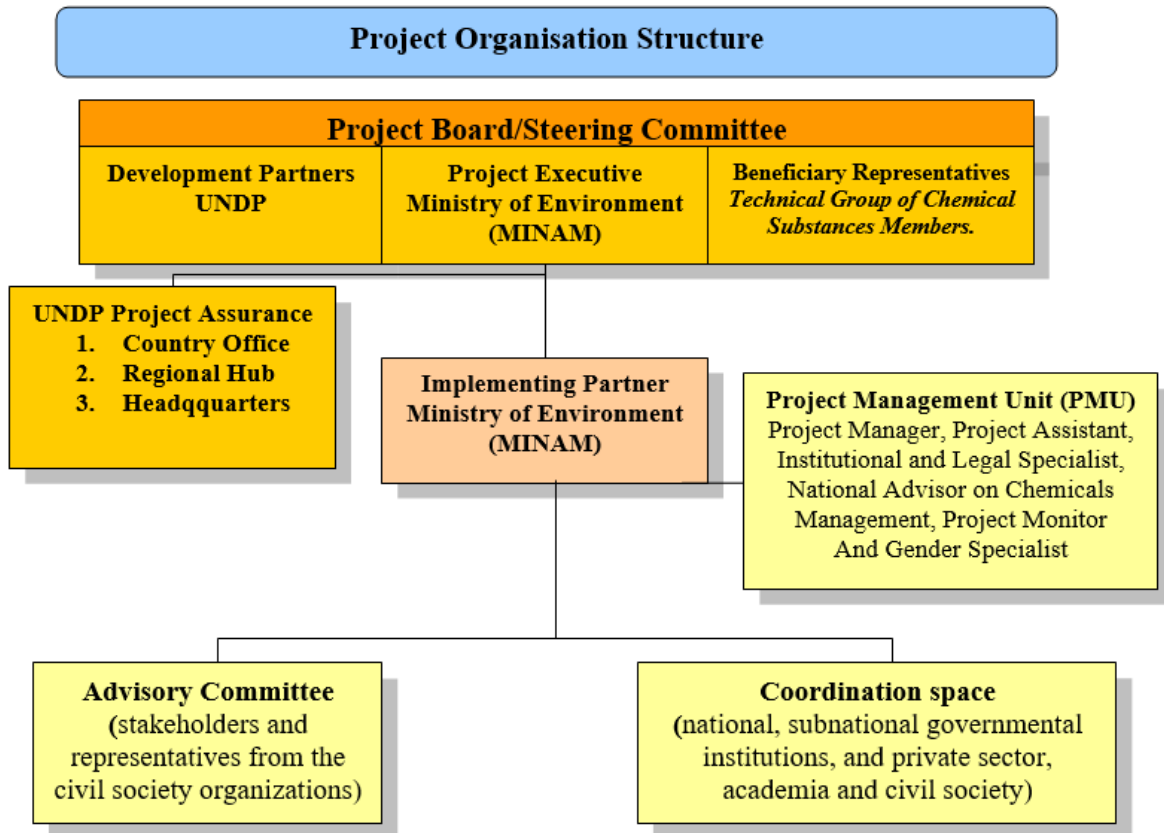 Project Organisation Structure
Project Board/Steering Committee
Development Partners
UNDP
Project Executive
Ministry of Environment
(MINAM)
Beneficiary Representatives
Technical Group of Chemical
Substances Members.
UNDP Project Assurance
1. Country Office
2. Regional Hub
3. Headqquarters
Implementing Partner
Ministry of Environment
(MINAM)
Project Management Unit (PMU)
Project Manager, Project Assistant,
Institutional and Legal Specialist,
National Advisor on Chemicals
Management, Project Monitor
And Gender Specialist
Advisory Committee
(stakeholders and
representatives from the
civil society organizations)
Coordination space
(national, subnational governmental
institutions, and private sector,
academia and civil society)